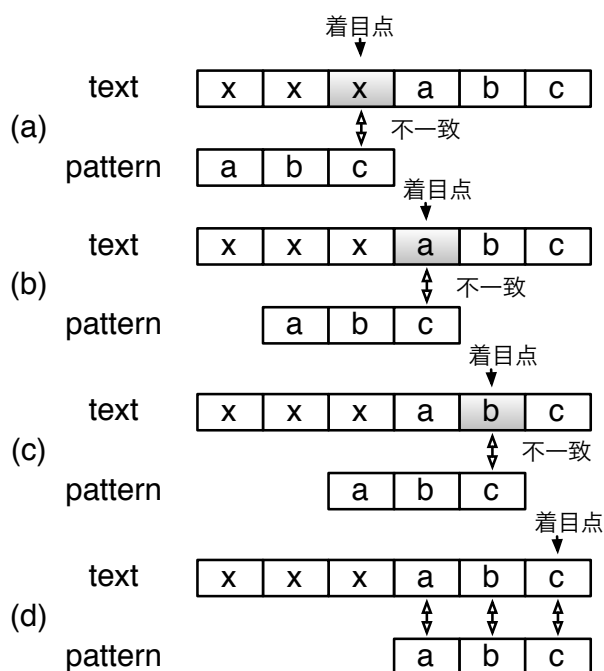 着目点
text x x x a b c
(a) 不一致
pattern a b c
着目点
text x x x a b c
(b) 不一致
pattern a b c
着目点
text x x x a b c
(c) 不一致
pattern a b c
着目点
text x x x a b c
(d)
pattern a b c